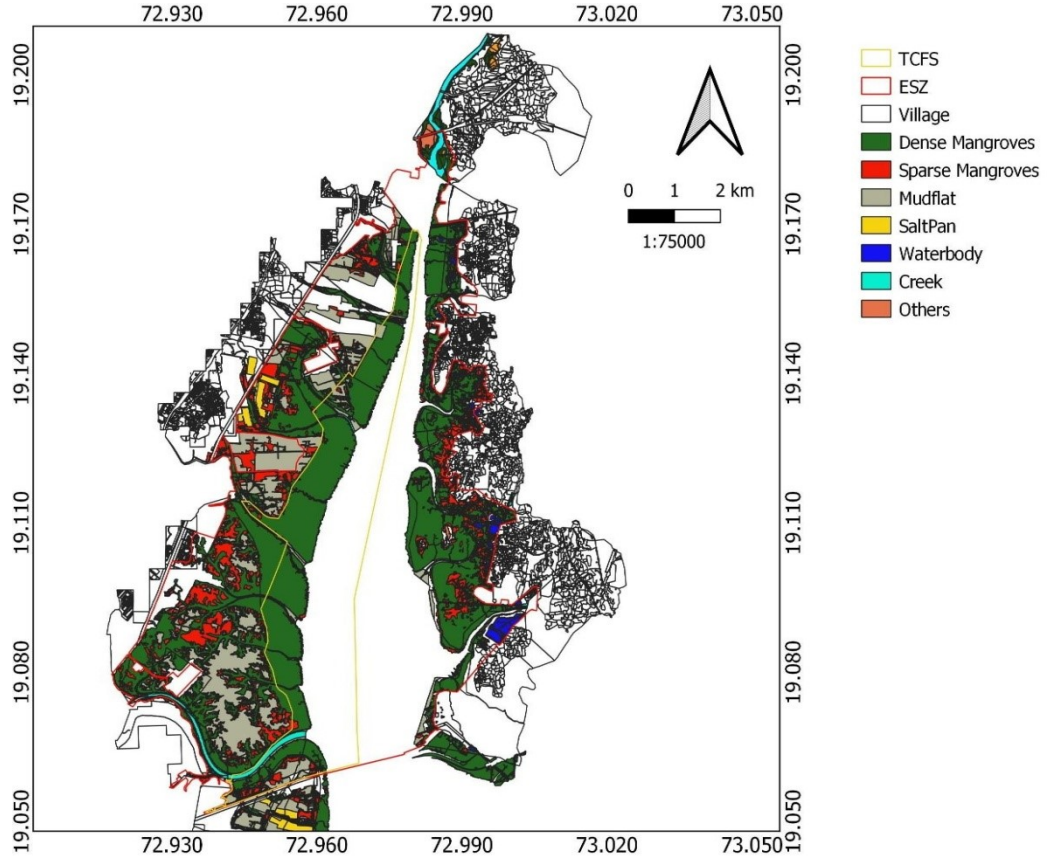 72.930 72.960 72.990 73.020 73.050
19.200
19.170
19.140
19.110
19.080
19.050
0 1 2 km
1:75000
19.200
19.170
19.140
19.110
19.080
19.050
72.930 72.960 72.990 73.020 73.050
TCFS
ESZ
Village
Dense Mangroves
Sparse Mangroves
Mudflat
SaltPan
Waterbody
Creek
Others